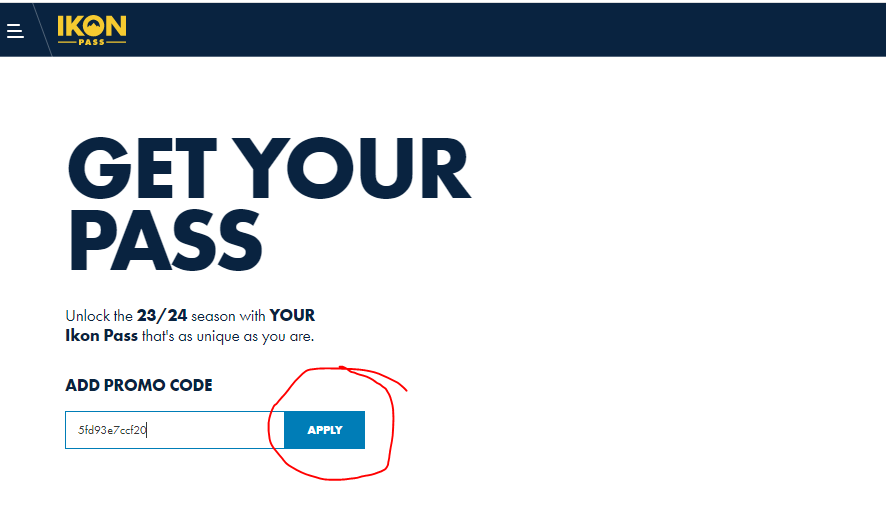 IKON
PASS
GET YOUR
PASS
Unlock the 23/24 season with YOUR
Ikon Pass that's as unique as you are.
ADD PROMO CODE
5fd93e7ccf20
APPLY